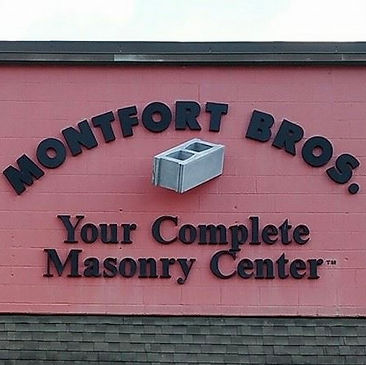 MONTFORT BROS.
Your Complete
Masonry Center™